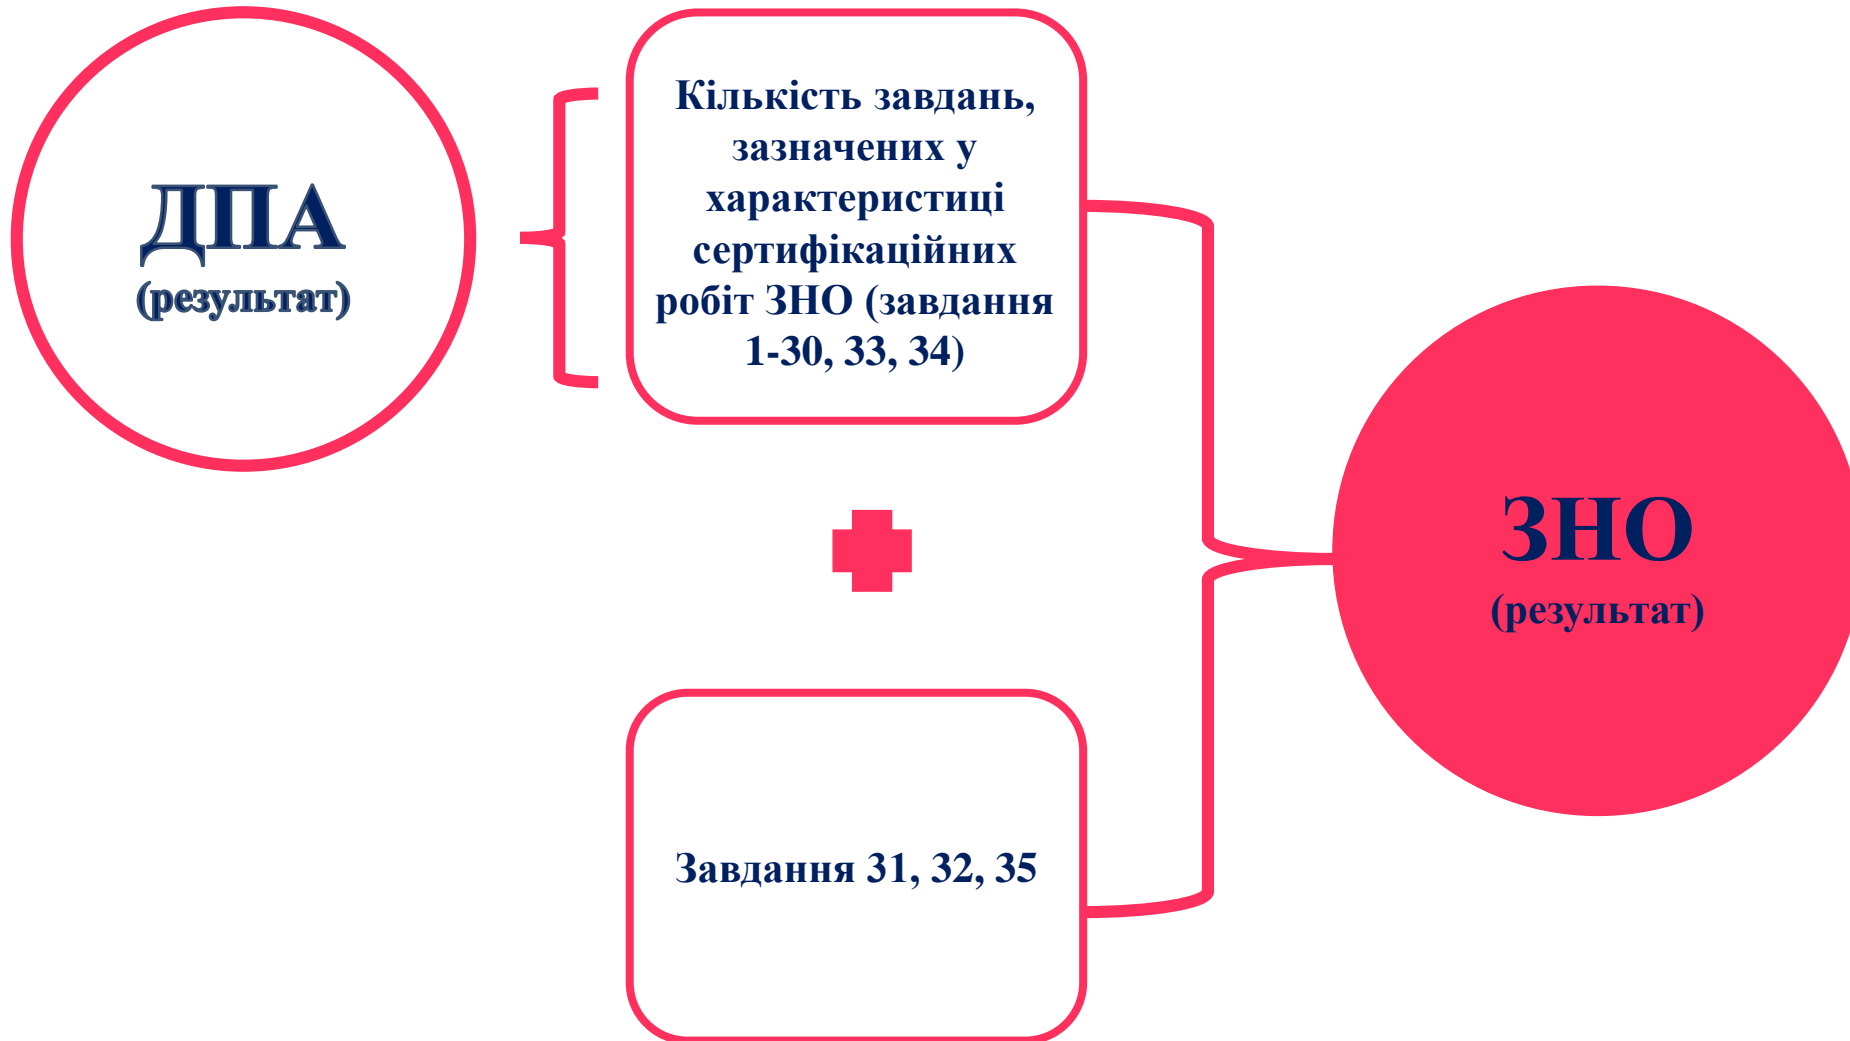 ДПА
(результат)
Кількість завдань,
зазначених у
характеристиці
сертифікаційних
робіт ЗНО (завдання
1-30, 33, 34)
ЗНО
(результат)
Завдання 31, 32, 35